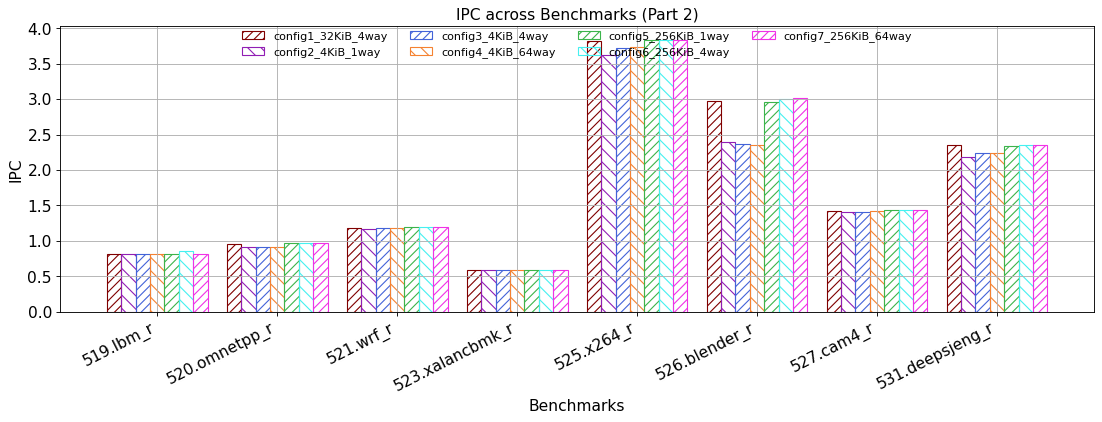 IPC across Benchmarks (Part 2)
config1_32KiB_4way
config2_4KiB_1way
config3_4KiB_4way
config4_4KiB_64way
config5_256KiB_1way
config6_256KiB_4way
config7_256KiB_64way
4.0
3.5
3.0
2.5
2.0
1.5
1.0
0.5
0.0
IPC
519.lbm_r
520.omnetpp_r
521.wrf_r
523.xalancbmk_r
525.x264_r
526.blender_r
527.cam4_r
531.deepsjeng_r
Benchmarks